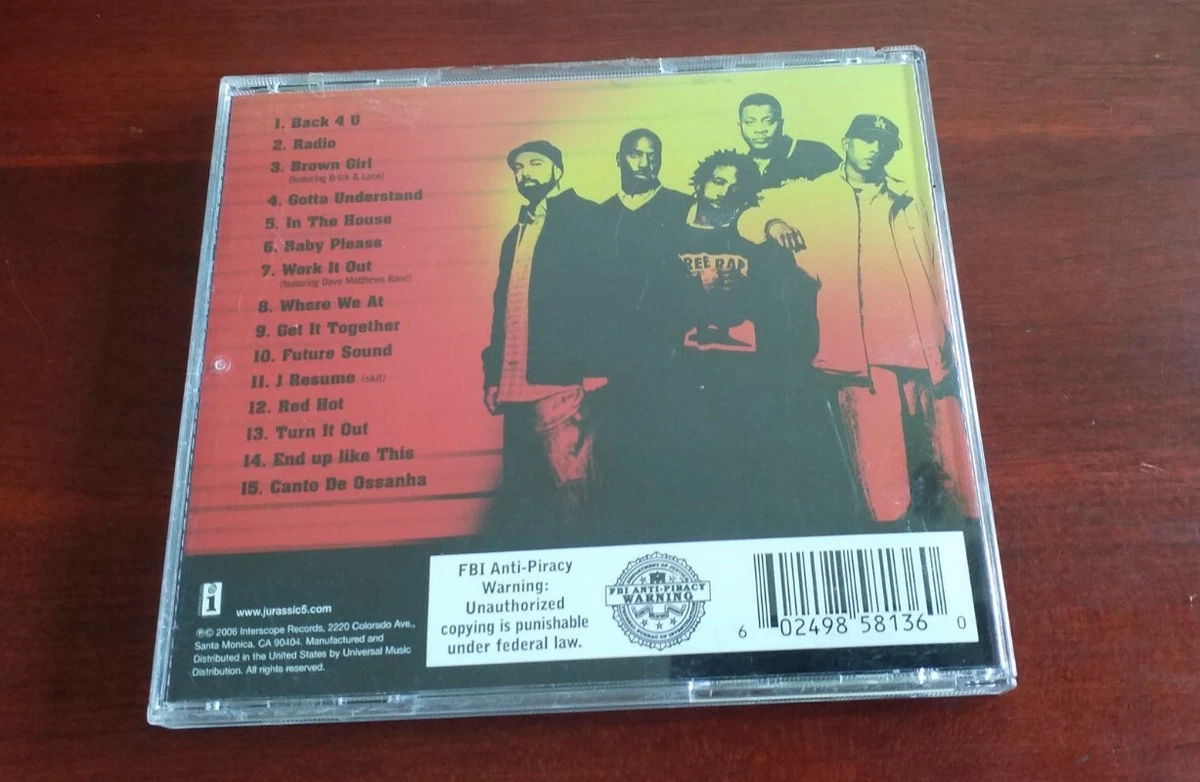 1. Back 4 U
2. Radio
3. Brown Girl
(featuring Brick & Lace)
4. Gotta Understand
5. In The House
6. Baby Please
7. Work It Out
(featuring Dave Matthews Band)
8. Where We At
9. Get It Together
10. Future Sound
11. J Resume (skit)
12. Red Hot
13. Turn It Out
14. End up like This
15. Canto De Ossanha
LA
REE RAP
i
www.jurassic5.com
℗© 2006 Interscope Records, 2220 Colorado Ave.,
Santa Monica, CA 90404. Manufactured and
Distributed in the United States by Universal Music
Distribution. All rights reserved.
FBI Anti-Piracy
Warning:
Unauthorized
copying is punishable
under federal law.
FBI ANTI-PIRACY
WARNING
6 02498 58136 0